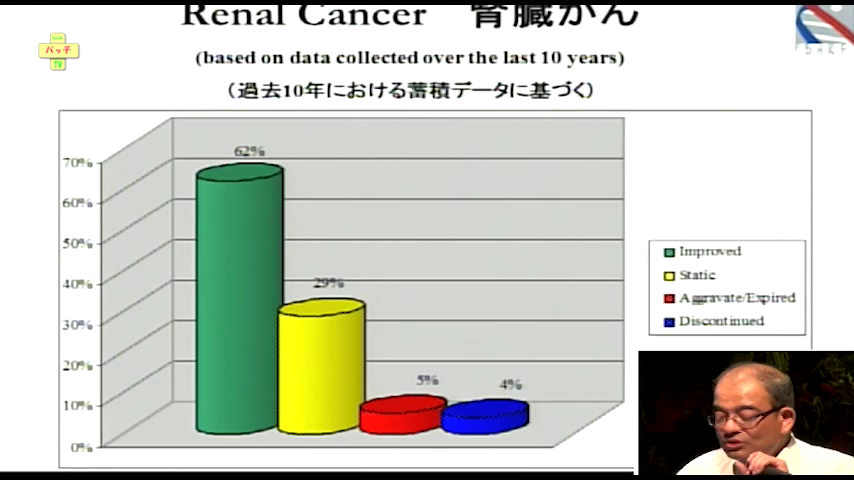 Renal Cancer 腎臓がん
(based on data collected over the last 10 years)
(過去10年における蓄積データに基づく)
バッチ
TV
62%
29%
5%
4%
70%
60%
50%
40%
30%
20%
10%
0%
Improved
Static
Aggravate/Expired
Discontinued